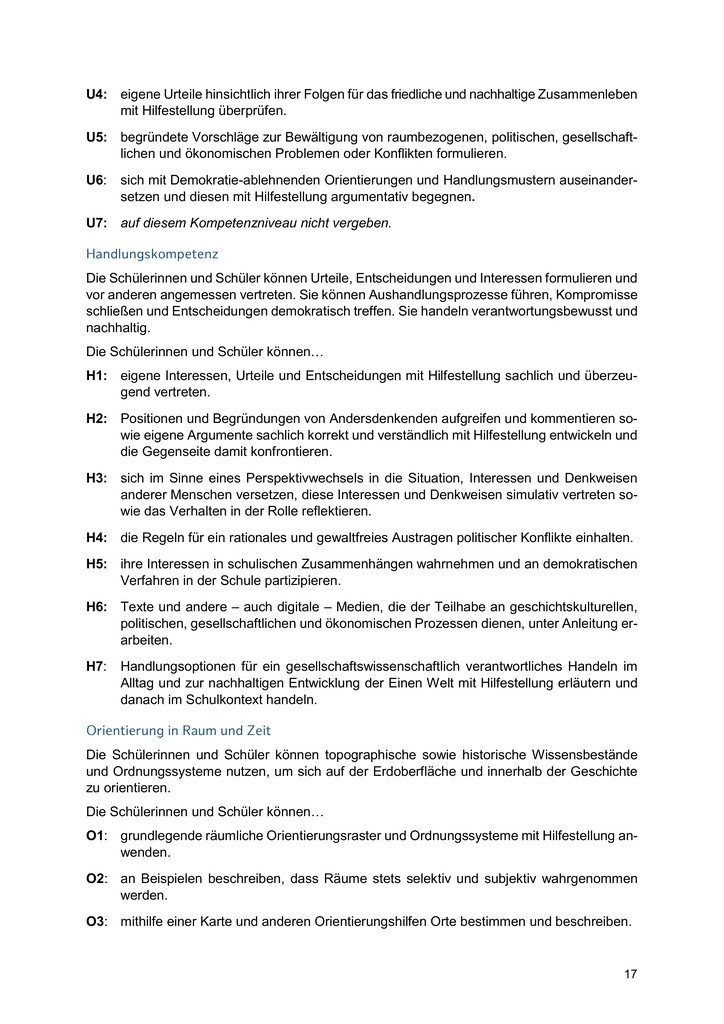 U4: eigene Urteile hinsichtlich ihrer Folgen für das friedliche und nachhaltige Zusammenleben
mit Hilfestellung überprüfen.
U5: begründete Vorschläge zur Bewältigung von raumbezogenen, politischen, gesellschaft-
lichen und ökonomischen Problemen oder Konflikten formulieren.
U6: sich mit Demokratie-ablehnenden Orientierungen und Handlungsmustern auseinander-
setzen und diesen mit Hilfestellung argumentativ begegnen.
U7: auf diesem Kompetenzniveau nicht vergeben.
Handlungskompetenz
Die Schülerinnen und Schüler können Urteile, Entscheidungen und Interessen formulieren und
vor anderen angemessen vertreten. Sie können Aushandlungsprozesse führen, Kompromisse
schließen und Entscheidungen demokratisch treffen. Sie handeln verantwortungsbewusst und
nachhaltig.
Die Schülerinnen und Schüler können…
H1: eigene Interessen, Urteile und Entscheidungen mit Hilfestellung sachlich und überzeu-
gend vertreten.
H2: Positionen und Begründungen von Andersdenkenden aufgreifen und kommentieren so-
wie eigene Argumente sachlich korrekt und verständlich mit Hilfestellung entwickeln und
die Gegenseite damit konfrontieren.
H3: sich im Sinne eines Perspektivwechsels in die Situation, Interessen und Denkweisen
anderer Menschen versetzen, diese Interessen und Denkweisen simulativ vertreten so-
wie das Verhalten in der Rolle reflektieren.
H4: die Regeln für ein rationales und gewaltfreies Austragen politischer Konflikte einhalten.
H5: ihre Interessen in schulischen Zusammenhängen wahrnehmen und an demokratischen
Verfahren in der Schule partizipieren.
H6: Texte und andere – auch digitale – Medien, die der Teilhabe an geschichtskulturellen,
politischen, gesellschaftlichen und ökonomischen Prozessen dienen, unter Anleitung er-
arbeiten.
H7: Handlungsoptionen für ein gesellschaftswissenschaftlich verantwortliches Handeln im
Alltag und zur nachhaltigen Entwicklung der Einen Welt mit Hilfestellung erläutern und
danach im Schulkontext handeln.
Orientierung in Raum und Zeit
Die Schülerinnen und Schüler können topographische sowie historische Wissensbestände
und Ordnungssysteme nutzen, um sich auf der Erdoberfläche und innerhalb der Geschichte
zu orientieren.
Die Schülerinnen und Schüler können…
O1: grundlegende räumliche Orientierungsraster und Ordnungssysteme mit Hilfestellung an-
wenden.
O2: an Beispielen beschreiben, dass Räume stets selektiv und subjektiv wahrgenommen
werden.
O3: mithilfe einer Karte und anderen Orientierungshilfen Orte bestimmen und beschreiben.
17